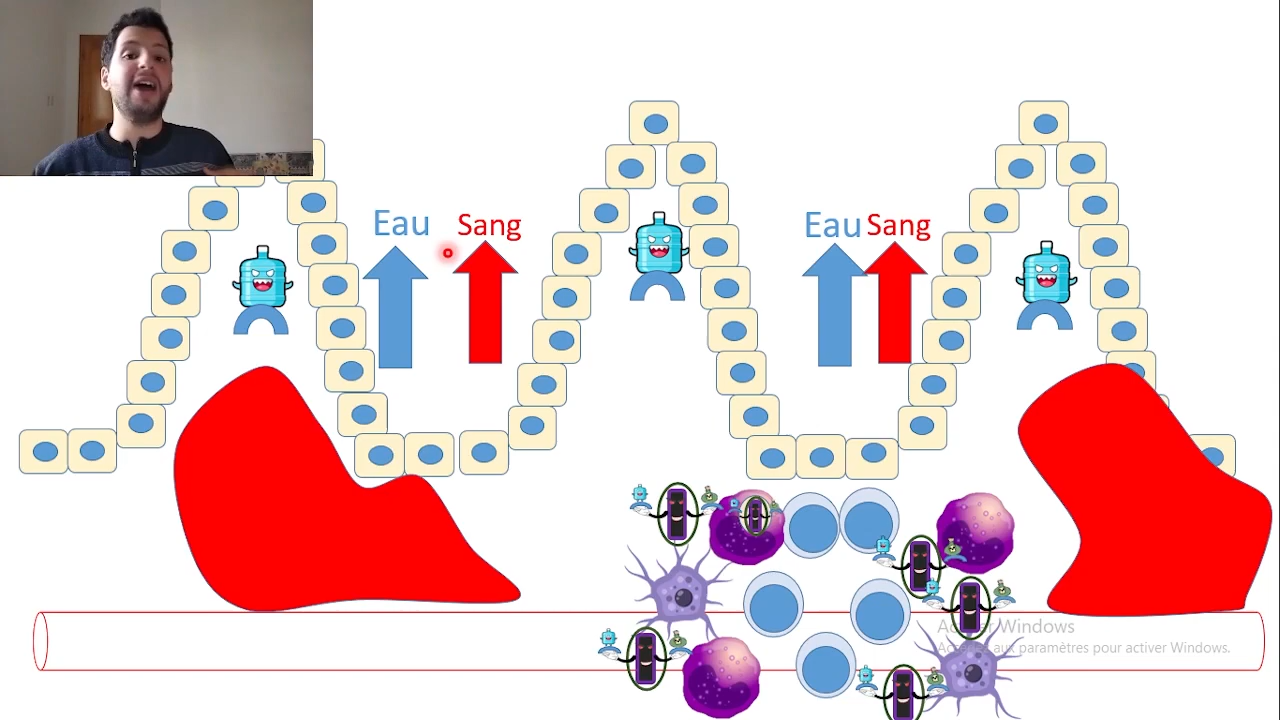 Eau
Sang
Eau
Sang
Activer Windows
Accédez aux paramètres pour activer Windows.